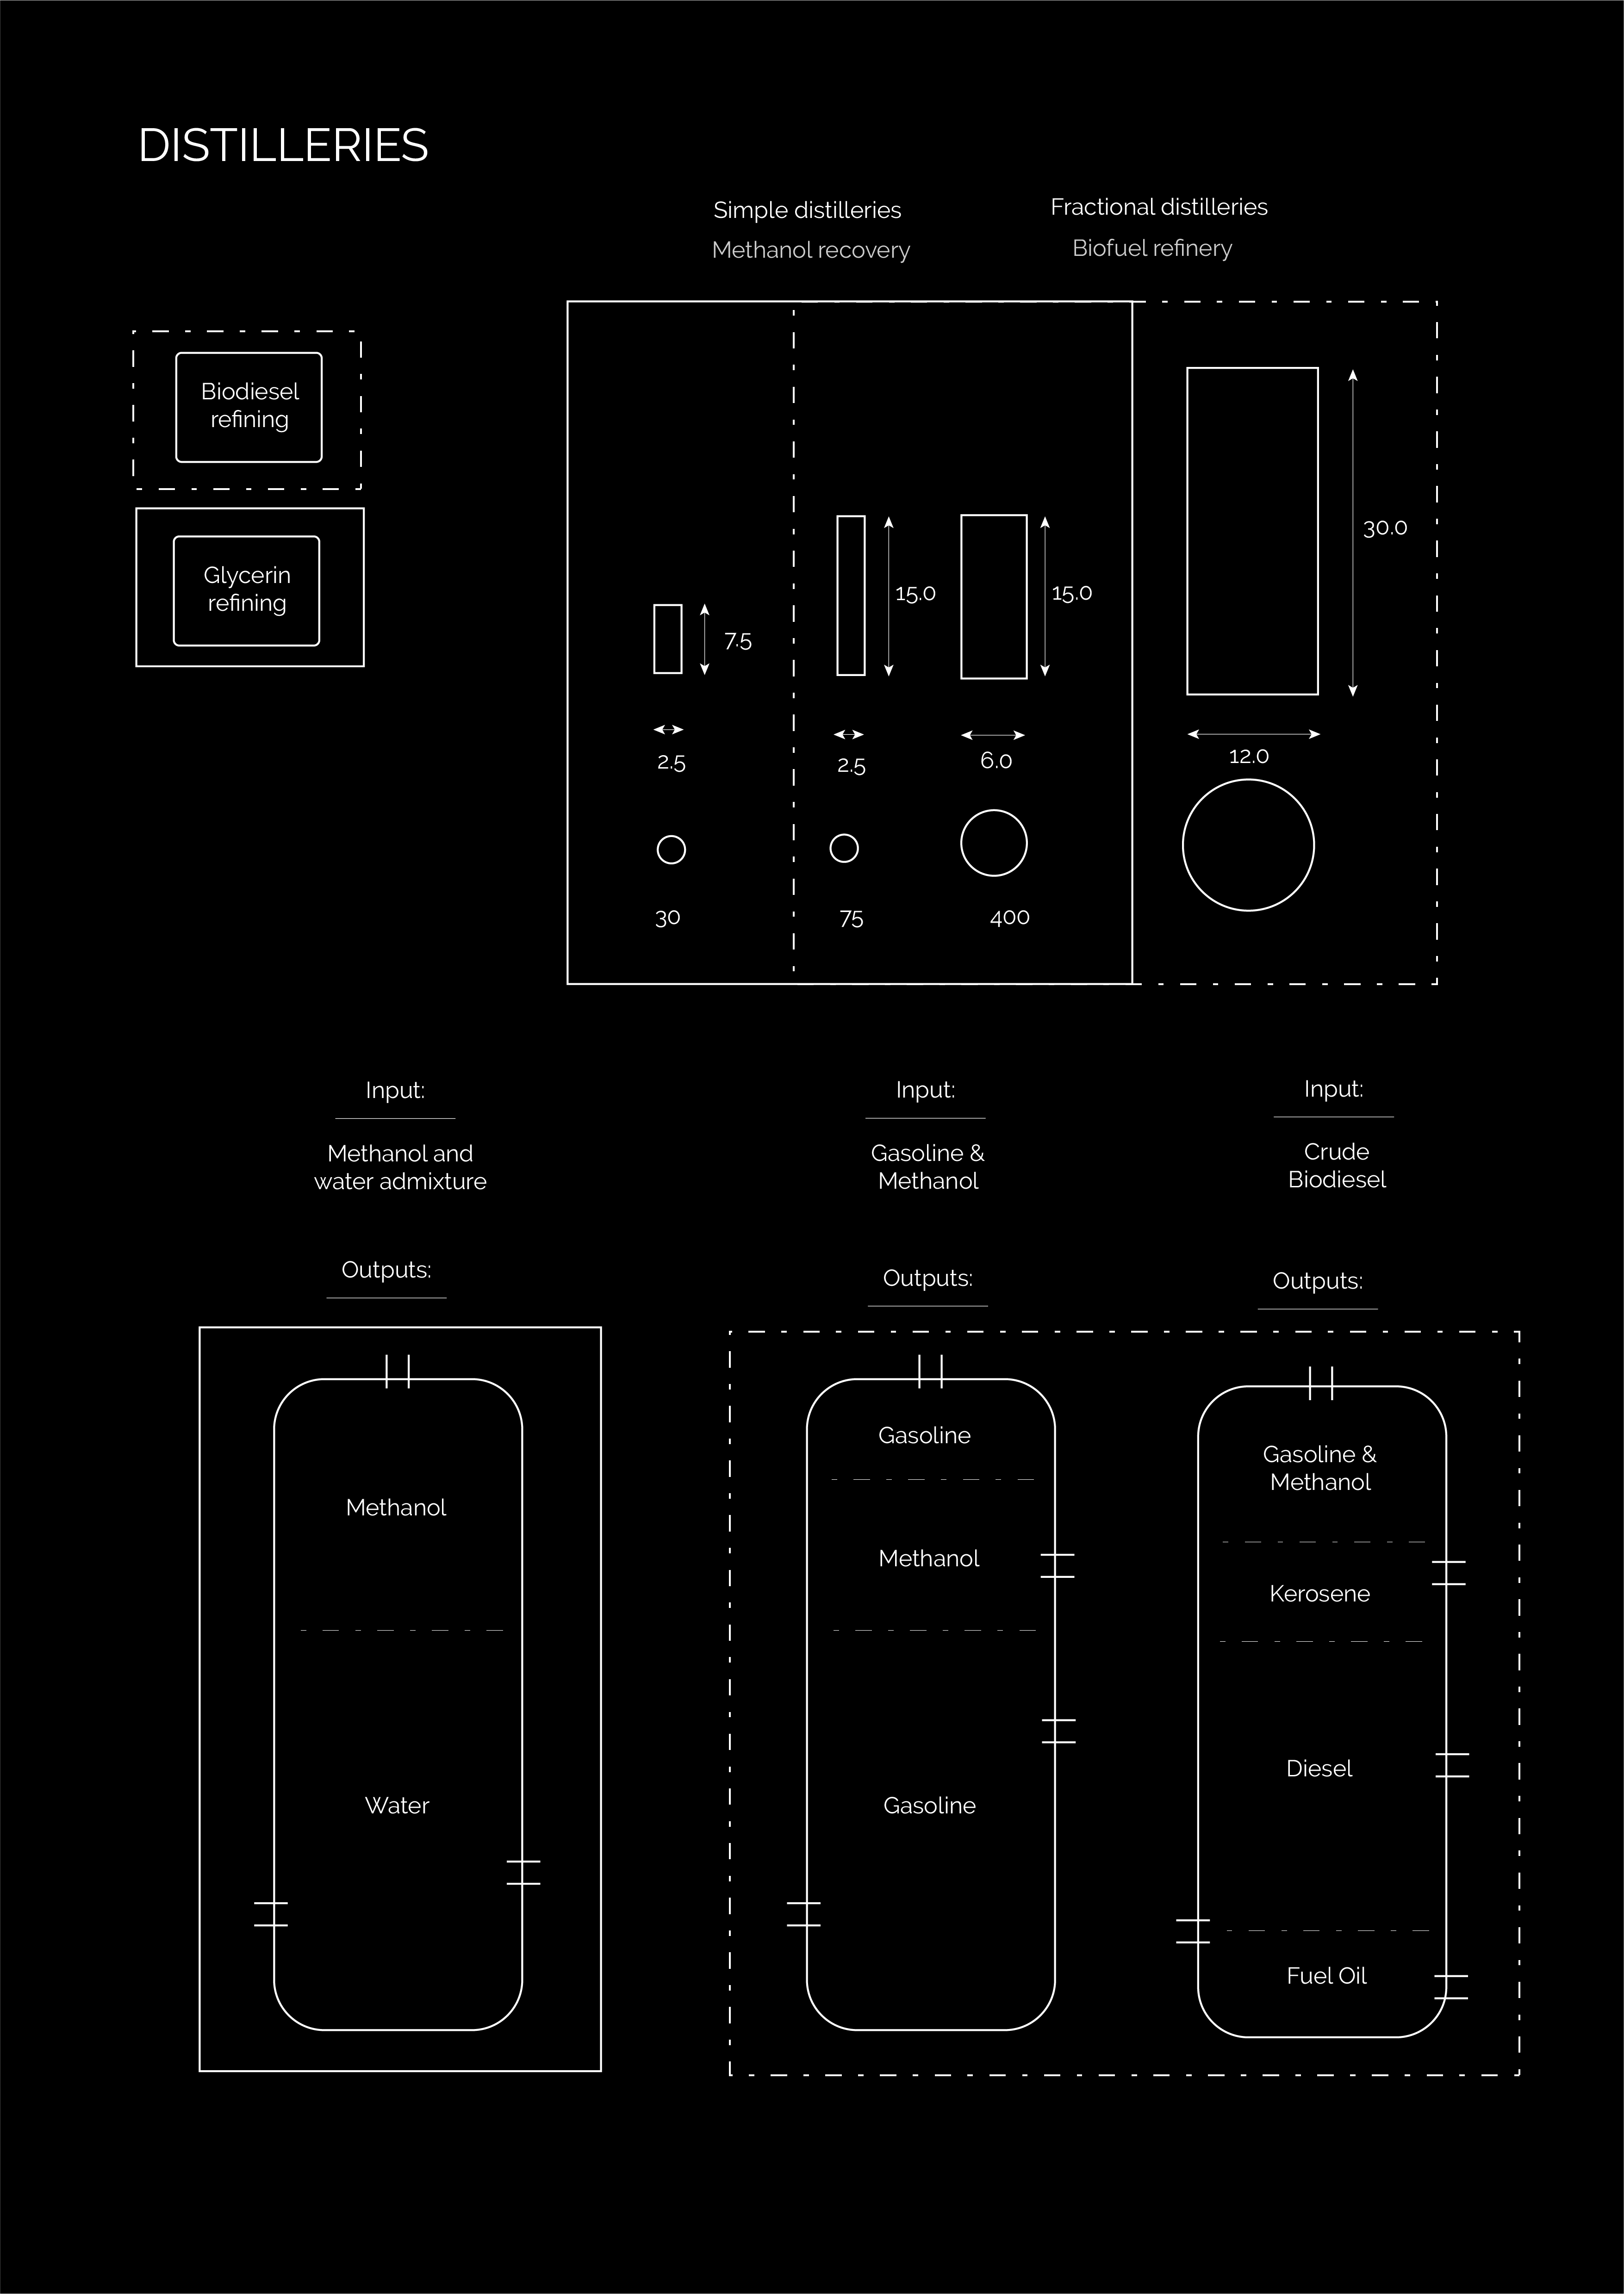 DISTILLERIES
Simple distilleries
Methanol recovery
Fractional distilleries
Biofuel refinery
Biodiesel
refining
Glycerin
refining
7.5
2.5
30
15.0
2.5
75
15.0
6.0
400
30.0
12.0
Input:
Methanol and
water admixture
Outputs:
Methanol
Water
Input:
Gasoline &
Methanol
Outputs:
Gasoline
Methanol
Gasoline
Input:
Crude
Biodiesel
Outputs:
Gasoline &
Methanol
Kerosene
Diesel
Fuel Oil